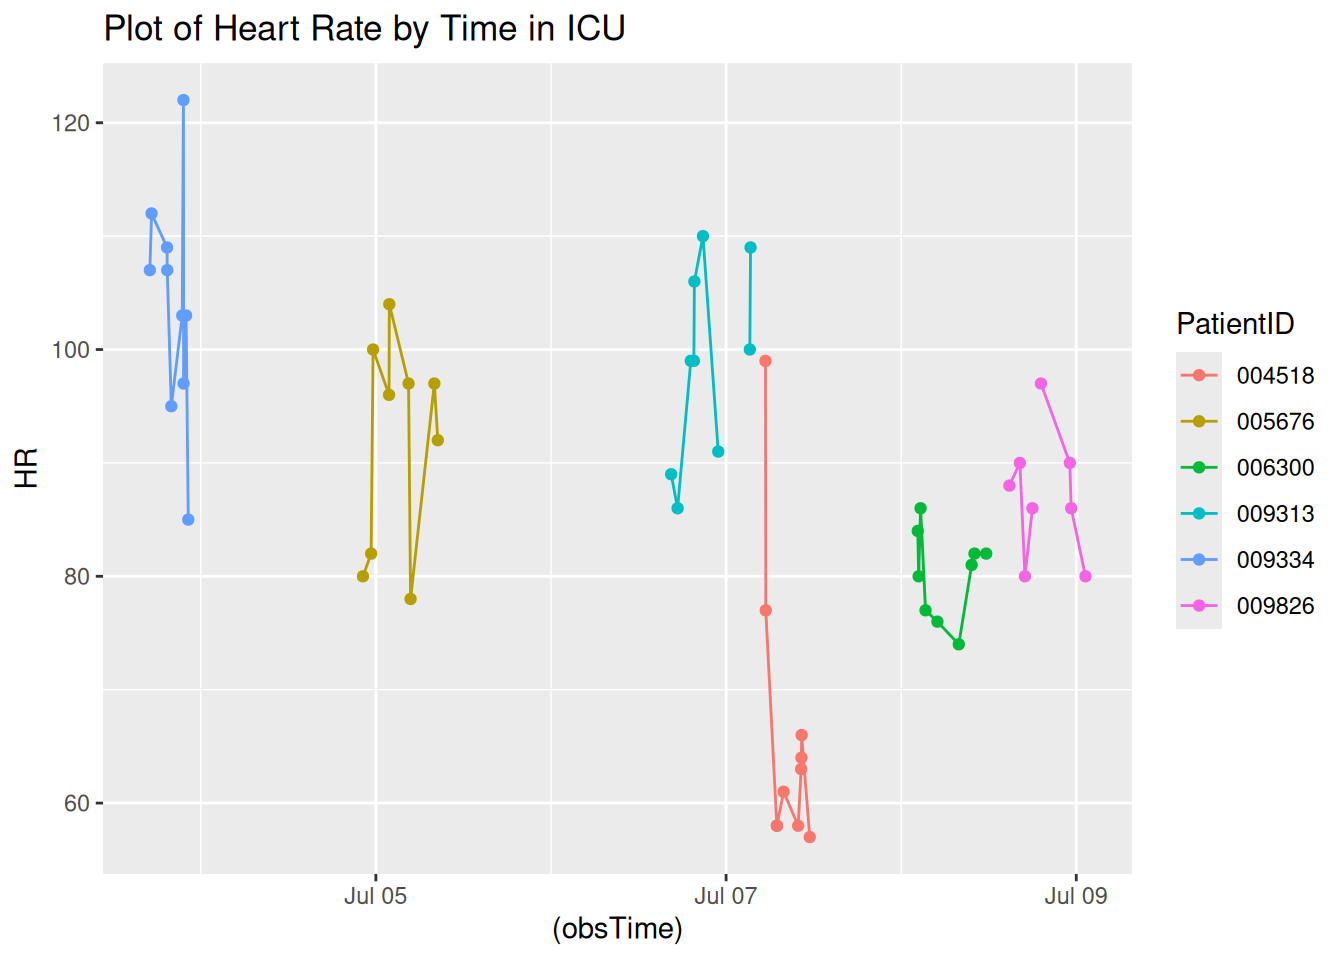 Plot of Heart Rate by Time in ICU
120
100
80
60
HR
Jul 05
Jul 07
Jul 09
(obsTime)
PatientID
004518
005676
006300
009313
009334
009826